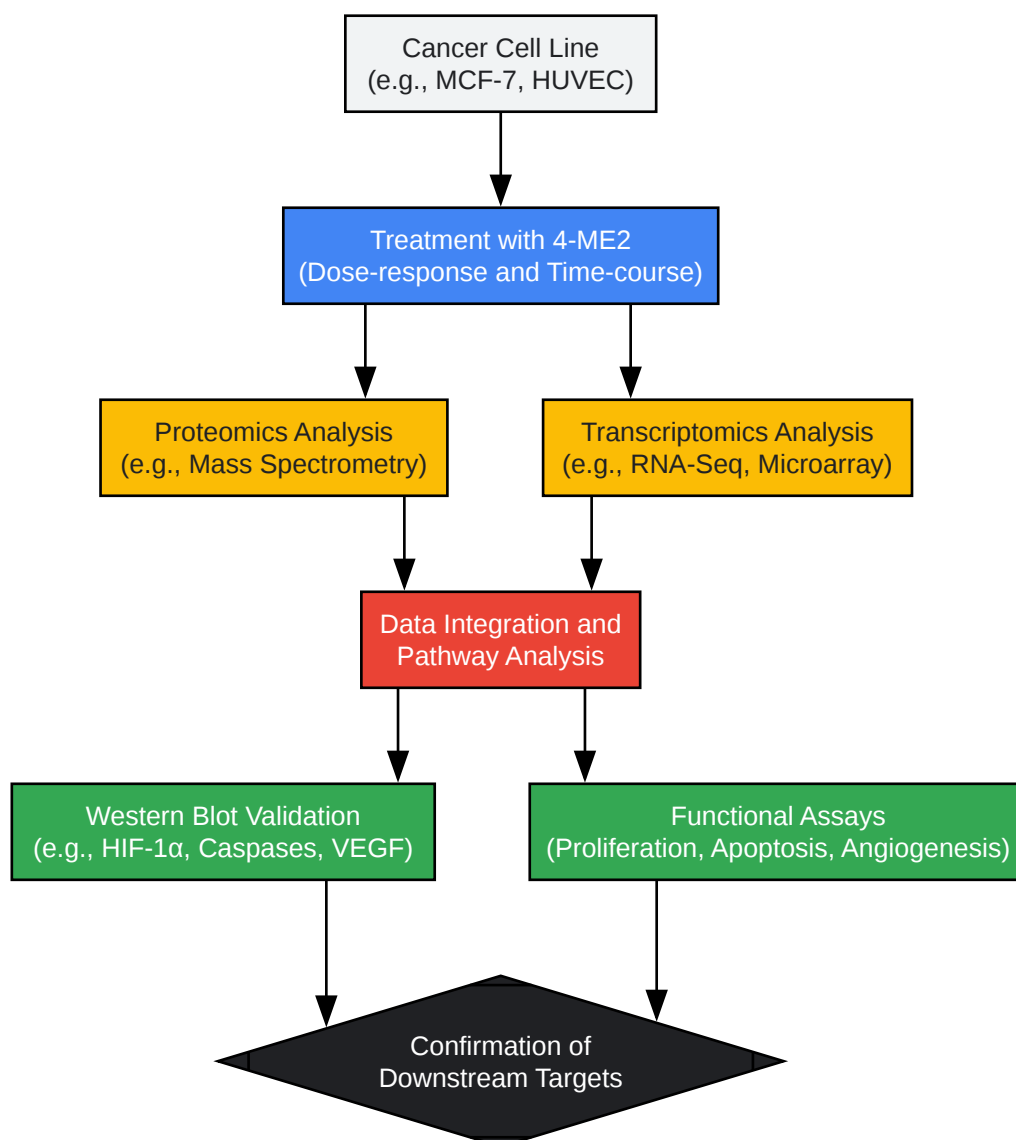 Cancer Cell Line
(e.g., MCF-7, HUVEC)
Treatment with 4-ME2
(Dose-response and Time-course)
Proteomics Analysis
(e.g., Mass Spectrometry)
Transcriptomics Analysis
(e.g., RNA-Seq, Microarray)
Data Integration and
Pathway Analysis
Western Blot Validation
(e.g., HIF-1α, Caspases, VEGF)
Functional Assays
(Proliferation, Apoptosis, Angiogenesis)
Confirmation of
Downstream Targets